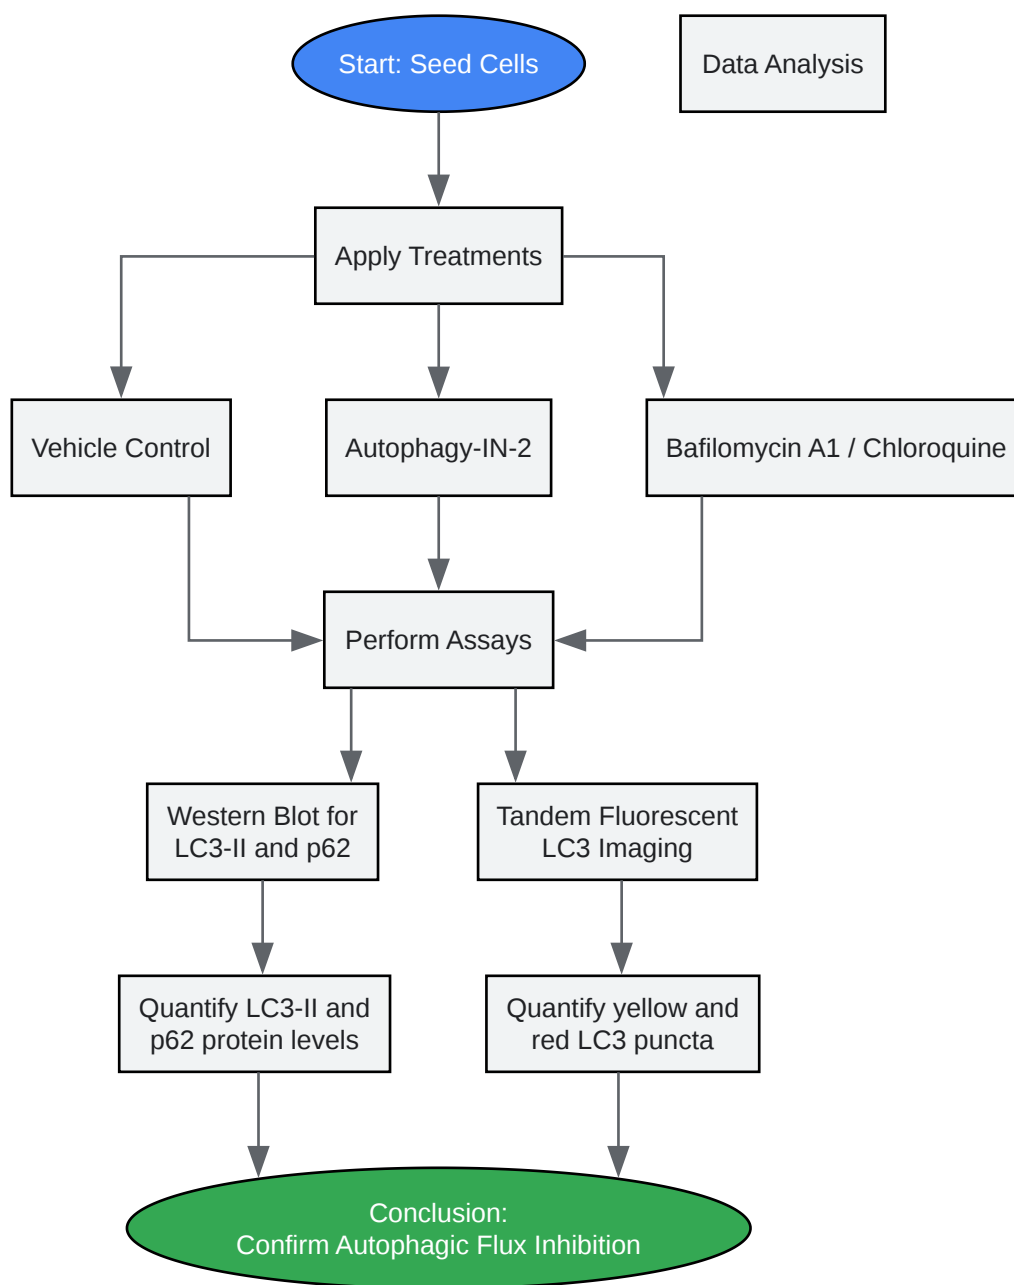 Start: Seed Cells
Data Analysis
Apply Treatments
Vehicle Control
Autophagy-IN-2
Bafilomycin A1 / Chloroquine
Perform Assays
Western Blot for
LC3-II and p62
Tandem Fluorescent
LC3 Imaging
Quantify LC3-II and
p62 protein levels
Quantify yellow and
red LC3 puncta
Conclusion:
Confirm Autophagic Flux Inhibition